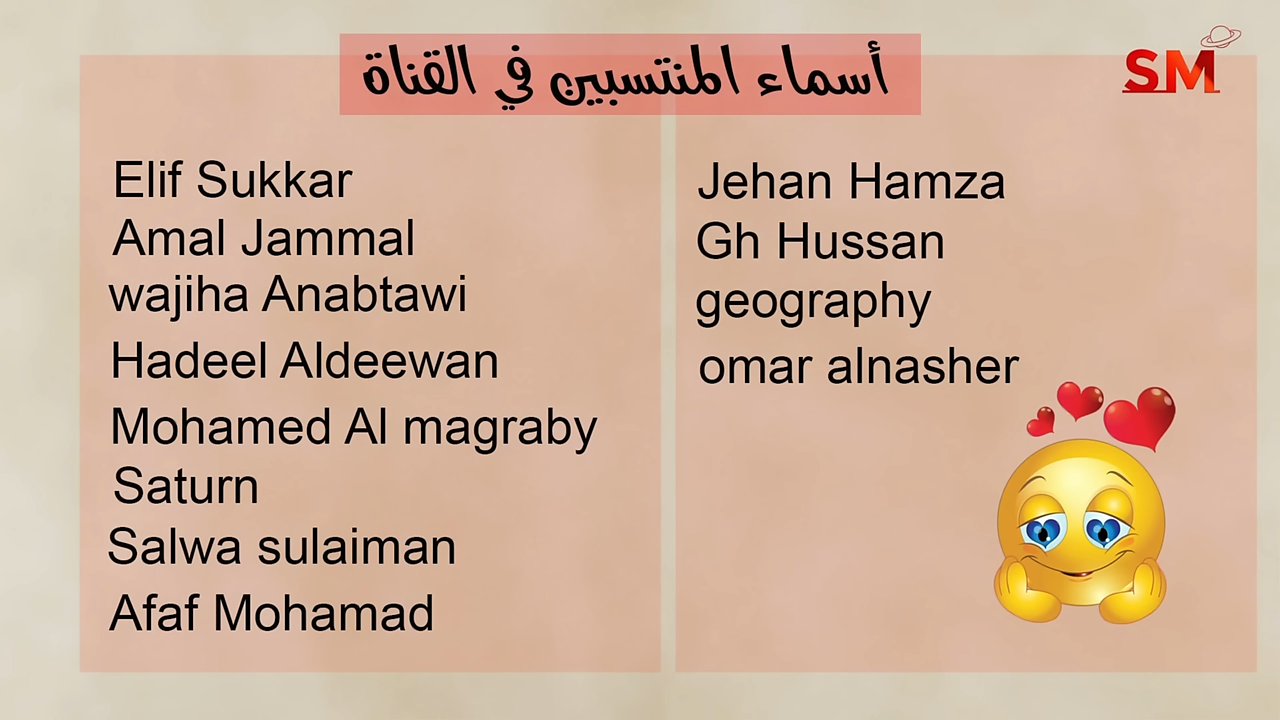 أسماء المنتسبين في القناة
SM
Elif Sukkar
Amal Jammal
wajiha Anabtawi
Hadeel Aldeewan
Mohamed Al magraby
Saturn
Salwa sulaiman
Afaf Mohamad
Jehan Hamza
Gh Hussan
geography
omar alnasher